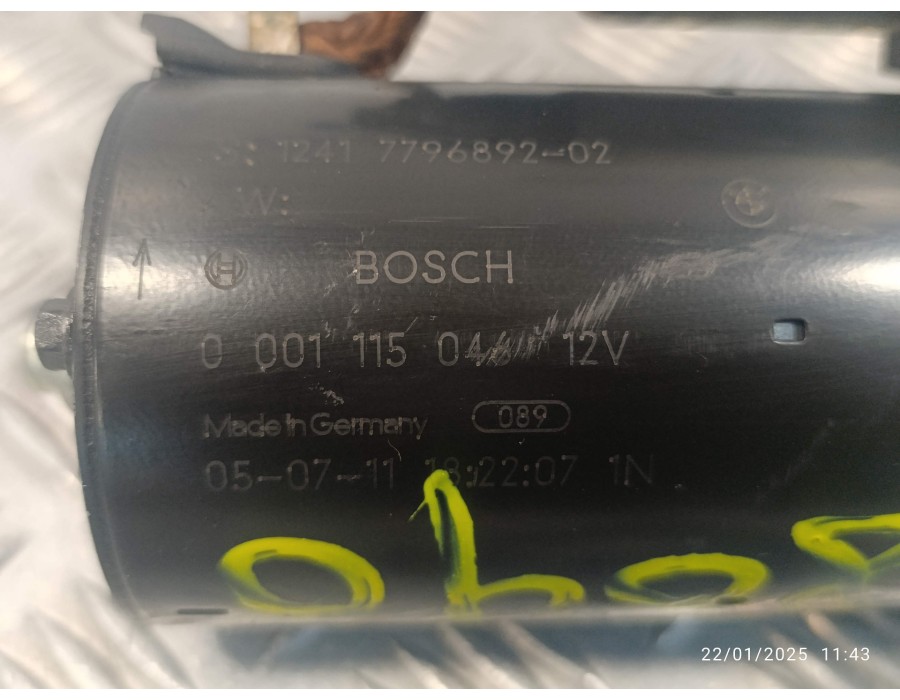 1241 7796892-02
W:
BOSCH
0 001 115 12V
Made in Germany 089
05-07-11 18:22:07 1N
22/01/2025 11:43